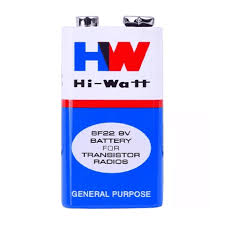 HW
Hi-Watt
6F22 9V
BATTERY
FOR
TRANSISTOR
RADIOS
GENERAL PURPOSE